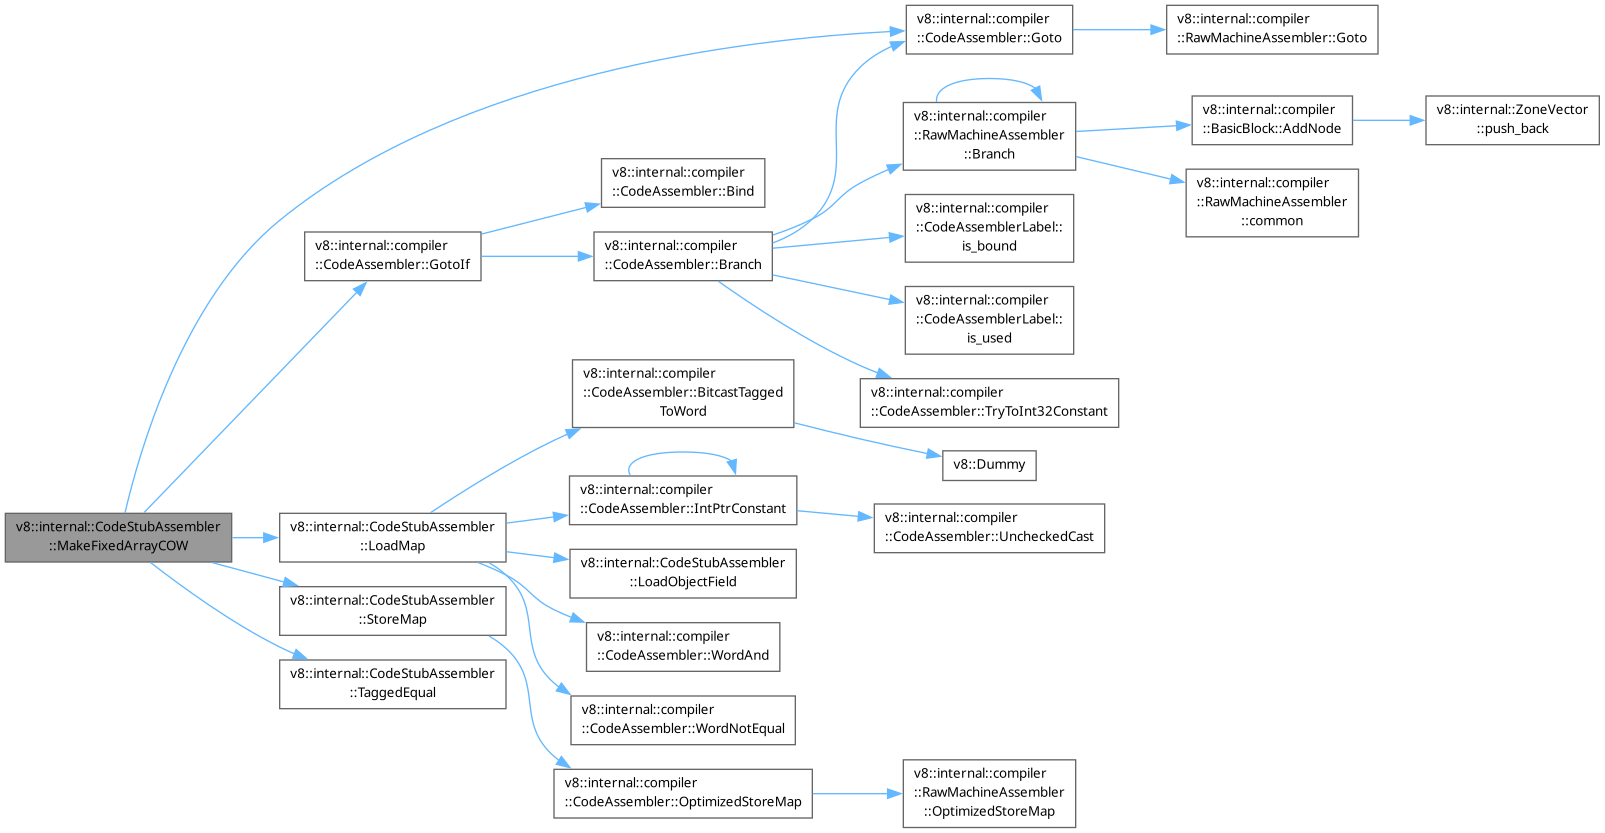 v8::internal::CodeStubAssembler
::MakeFixedArrayCOW
v8::internal::compiler
::CodeAssembler::Goto
v8::internal::compiler
::RawMachineAssembler::Goto
v8::internal::compiler
::CodeAssembler::GotoIf
v8::internal::compiler
::CodeAssembler::Bind
v8::internal::compiler
::CodeAssembler::Branch
v8::internal::compiler
::RawMachineAssembler
::Branch
v8::internal::compiler
::BasicBlock::AddNode
v8::internal::ZoneVector
::push_back
v8::internal::compiler
::RawMachineAssembler
::common
v8::internal::compiler
::CodeAssemblerLabel::
is_bound
v8::internal::compiler
::CodeAssemblerLabel::
is_used
v8::internal::compiler
::CodeAssembler::TryToInt32Constant
v8::internal::CodeStubAssembler
::LoadMap
v8::internal::compiler
::CodeAssembler::BitcastTagged
ToWord
v8::Dummy
v8::internal::compiler
::CodeAssembler::IntPtrConstant
v8::internal::compiler
::CodeAssembler::UncheckedCast
v8::internal::CodeStubAssembler
::LoadObjectField
v8::internal::compiler
::CodeAssembler::WordAnd
v8::internal::compiler
::CodeAssembler::WordNotEqual
v8::internal::CodeStubAssembler
::StoreMap
v8::internal::compiler
::CodeAssembler::OptimizedStoreMap
v8::internal::compiler
::RawMachineAssembler
::OptimizedStoreMap
v8::internal::CodeStubAssembler
::TaggedEqual